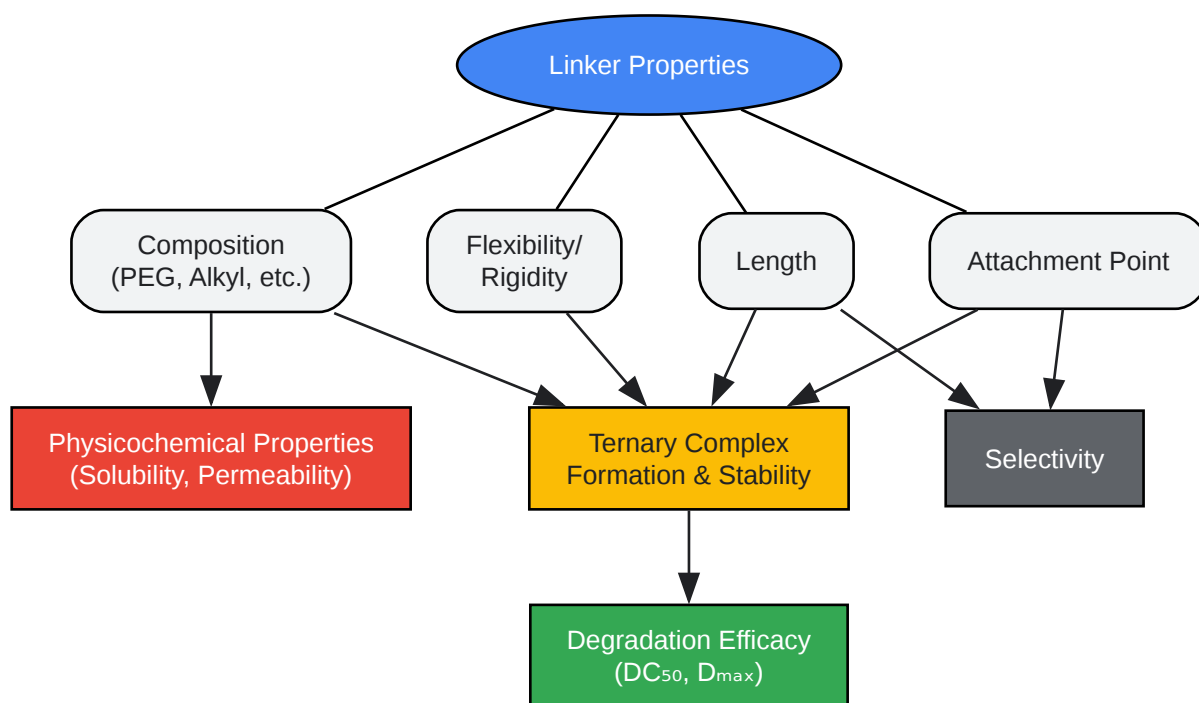 Linker Properties
Composition
(PEG, Alkyl, etc.)
Flexibility/
Rigidity
Length
Attachment Point
Physicochemical Properties
(Solubility, Permeability)
Ternary Complex
Formation & Stability
Selectivity
Degradation Efficacy
(DC₅₀, Dₘₐₓ)